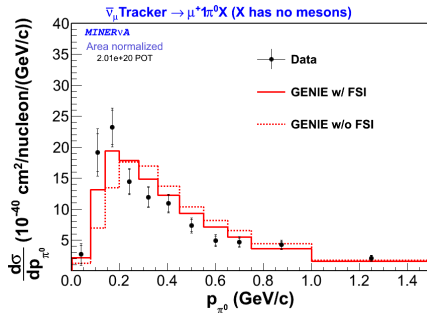 ν̄μ Tracker → μ⁺1π⁰X (X has no mesons)
MINERνA
Area normalized
2.01e+20 POT
Data
GENIE w/ FSI
GENIE w/o FSI
dσ/dpπ⁰ (10⁻⁴⁰ cm²/nucleon/(GeV/c))
40
35
30
25
20
15
10
5
0.0 0.2 0.4 0.6 0.8 1.0 1.2 1.4
pπ⁰ (GeV/c)